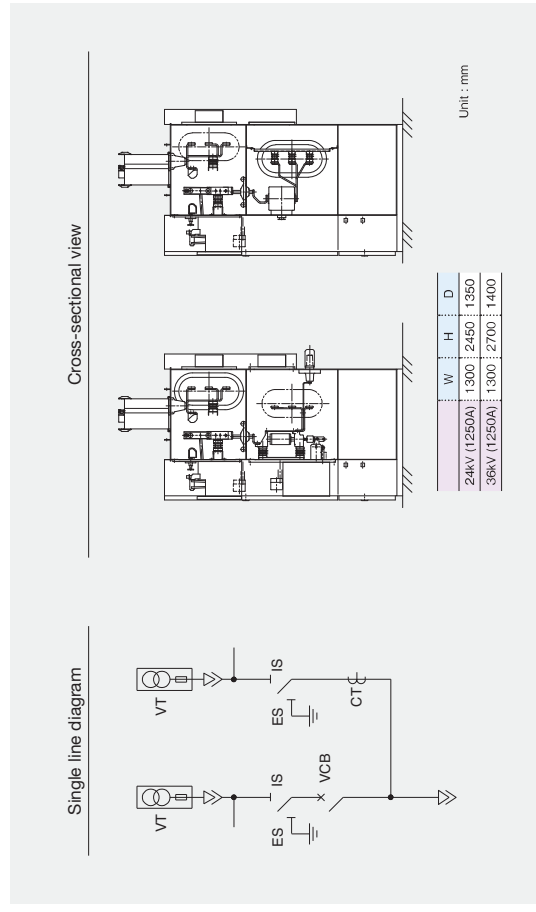 Single line diagram
VT
VT
IS
IS
ES
ES
VCB
CT
Cross-sectional view
W H D
24kV (1250A) 1300 2450 1350
36kV (1250A) 1300 2700 1400
Unit : mm